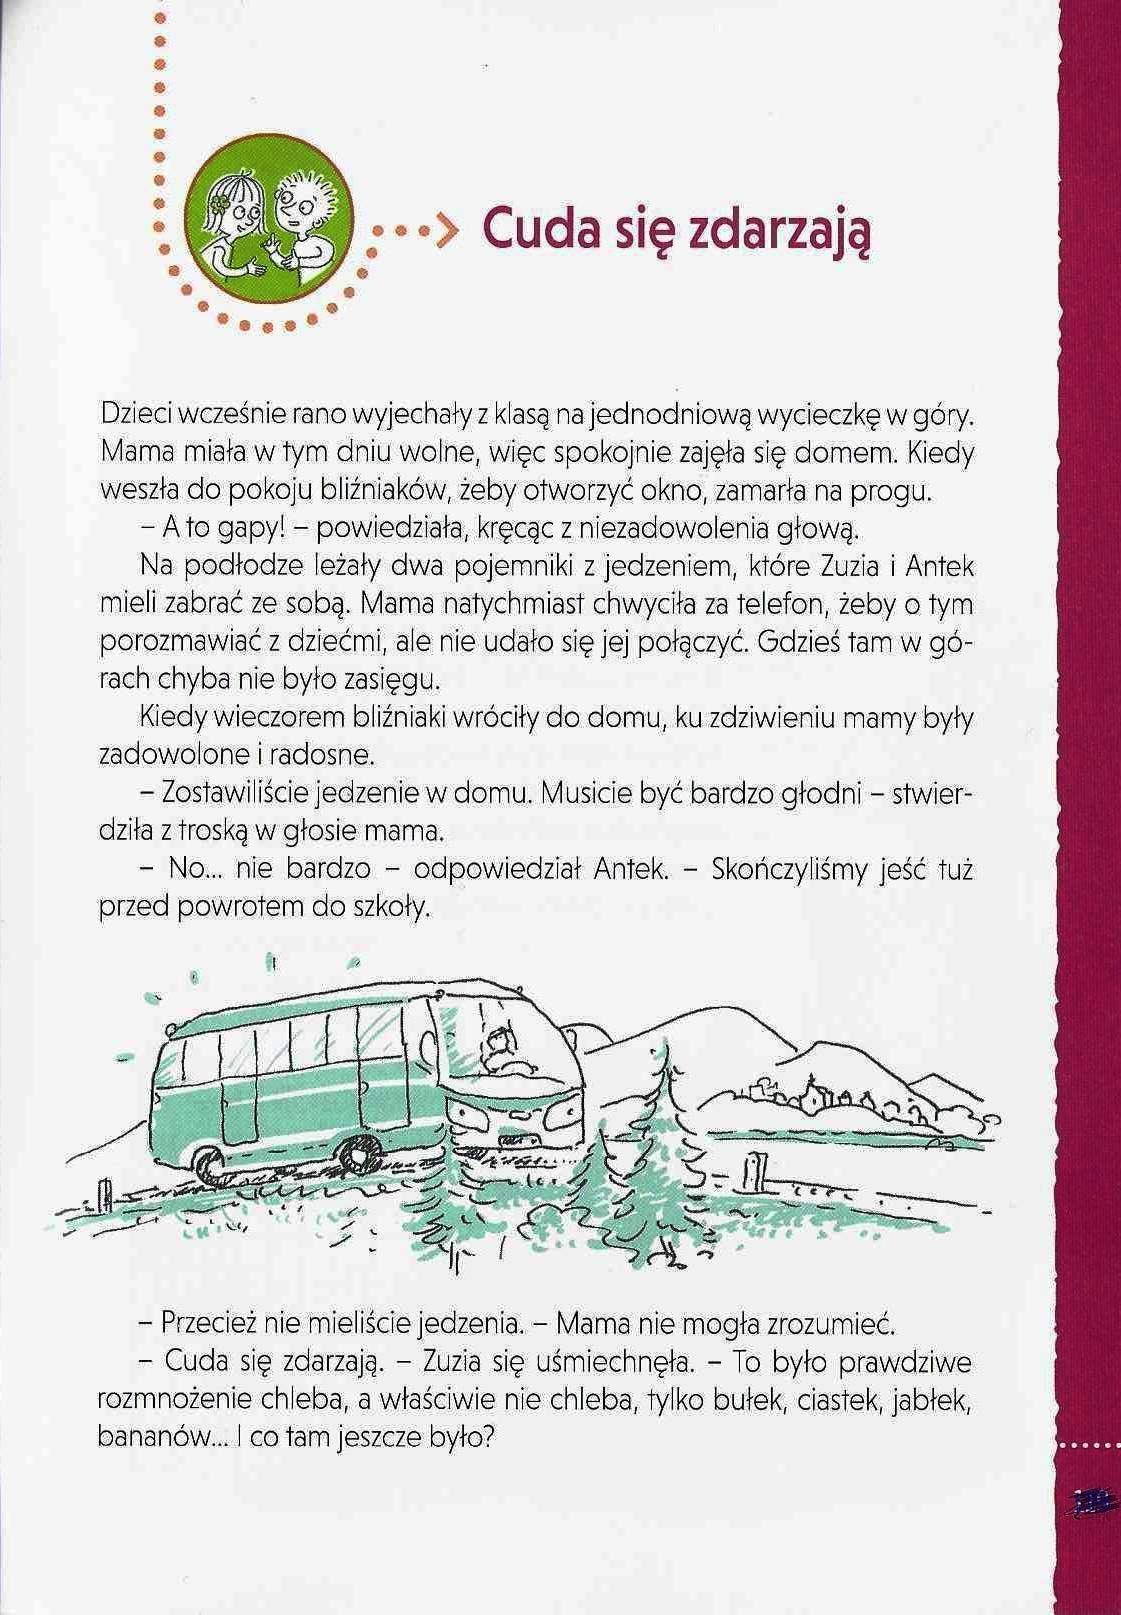 Cuda się zdarzają
Dzieci wcześnie rano wyjechały z klasą na jednodniową wycieczkę w góry.
Mama miała w tym dniu wolne, więc spokojnie zajęła się domem. Kiedy
weszła do pokoju bliźniaków, żeby otworzyć okno, zamarła na progu.
– A to gapy! – powiedziała, kręcąc z niezadowolenia głową.
Na podłodze leżały dwa pojemniki z jedzeniem, które Zuzia i Antek
mieli zabrać ze sobą. Mama natychmiast chwyciła za telefon, żeby o tym
porozmawiać z dziećmi, ale nie udało się jej połączyć. Gdzieś tam w gó-
rach chyba nie było zasięgu.
Kiedy wieczorem bliźniaki wróciły do domu, ku zdziwieniu mamy były
zadowolone i radosne.
– Zostawiliście jedzenie w domu. Musicie być bardzo głodni – stwier-
dziła z troską w głosie mama.
– No... nie bardzo – odpowiedział Antek. – Skończyliśmy jeść tuż
przed powrotem do szkoły.
– Przecież nie mieliście jedzenia. – Mama nie mogła zrozumieć.
– Cuda się zdarzają. – Zuzia się uśmiechnęła. – To było prawdziwe
rozmnożenie chleba, a właściwie nie chleba, tylko bułek, ciastek, jabłek,
bananów... I co tam jeszcze było?